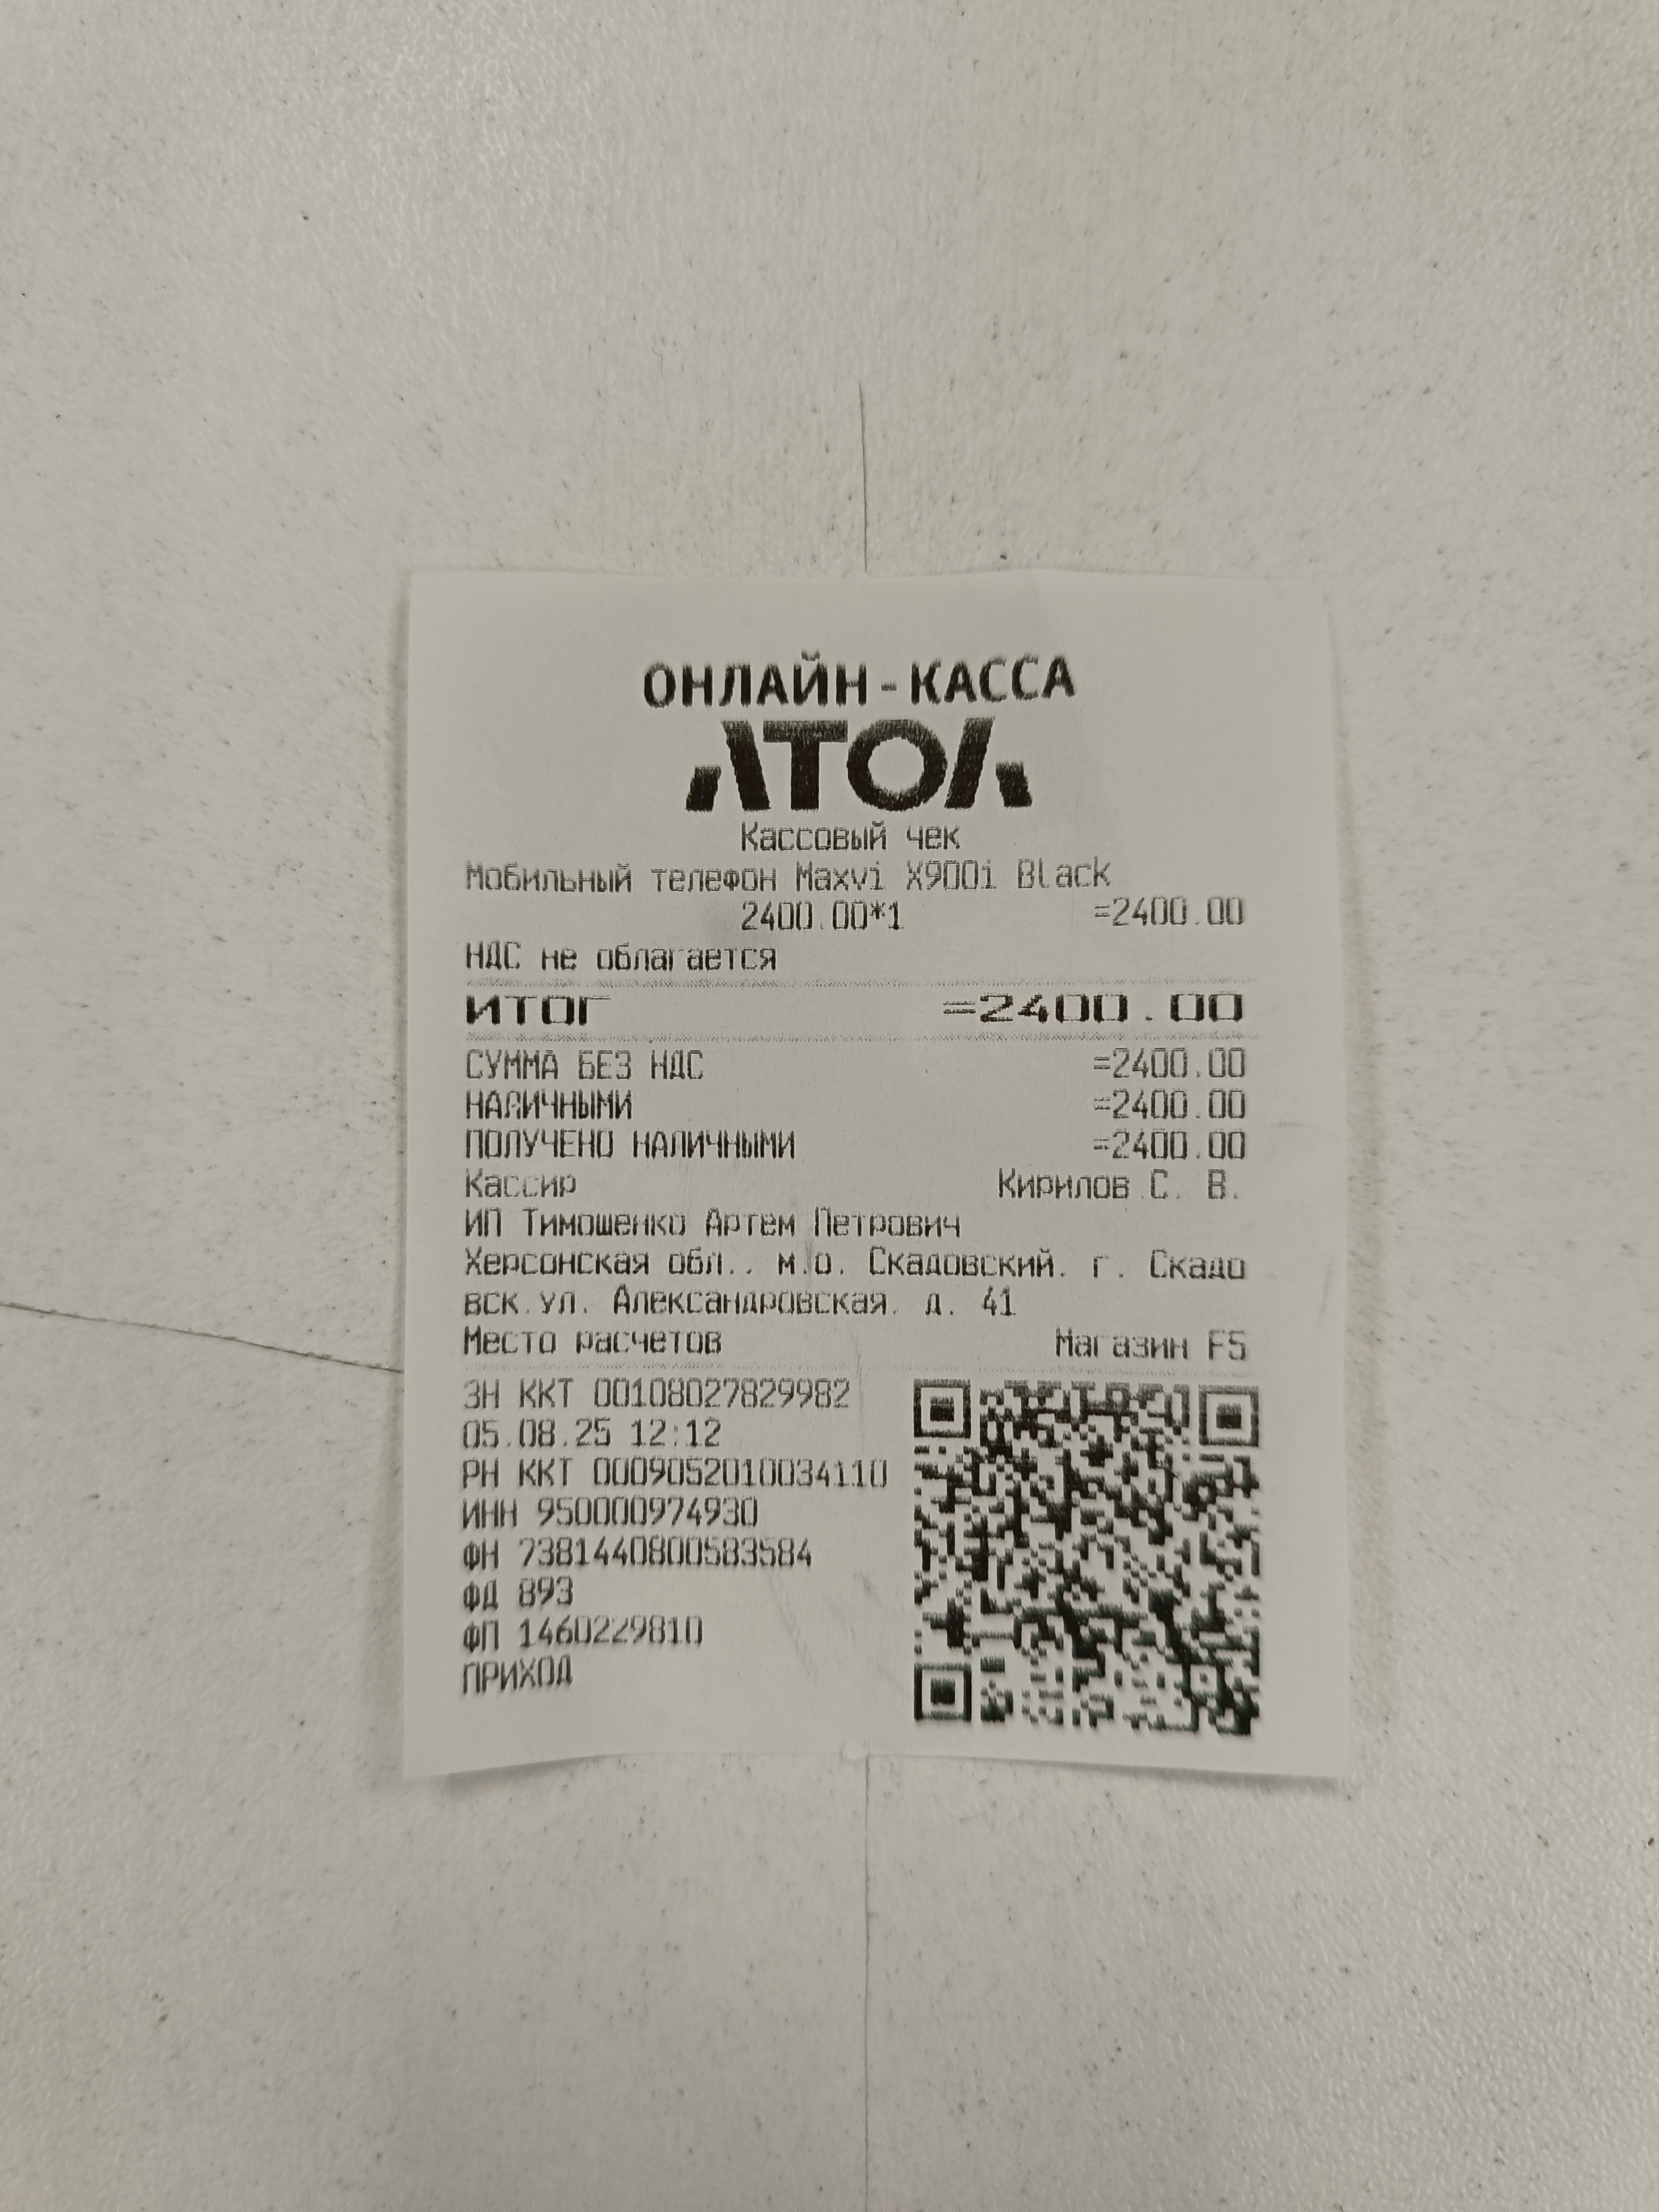 ОНЛАЙН-КАССА
АТОЛ
Кассовый чек
Мобильный телефон Maxvi X900i Black
2400.00*1 =2400.00
НДС не облагается
ИТОГ =2400.00
СУММА БЕЗ НДС =2400.00
НАЛИЧНЫМИ =2400.00
ПОЛУЧЕНО НАЛИЧНЫМИ =2400.00
Кассир Кирилов С. В.
ИП Тимошенко Артем Петрович
Херсонская обл., м.о. Скадовский, г. Скадо
вск,ул. Александровская, д. 41
Место расчетов Магазин F5
ЗН ККТ 00108027829982
05.08.25 12:12
РН ККТ 0009052010034110
ИНН 950000974930
ФН 7381440800583584
ФД 893
ФП 1460229810
ПРИХОД